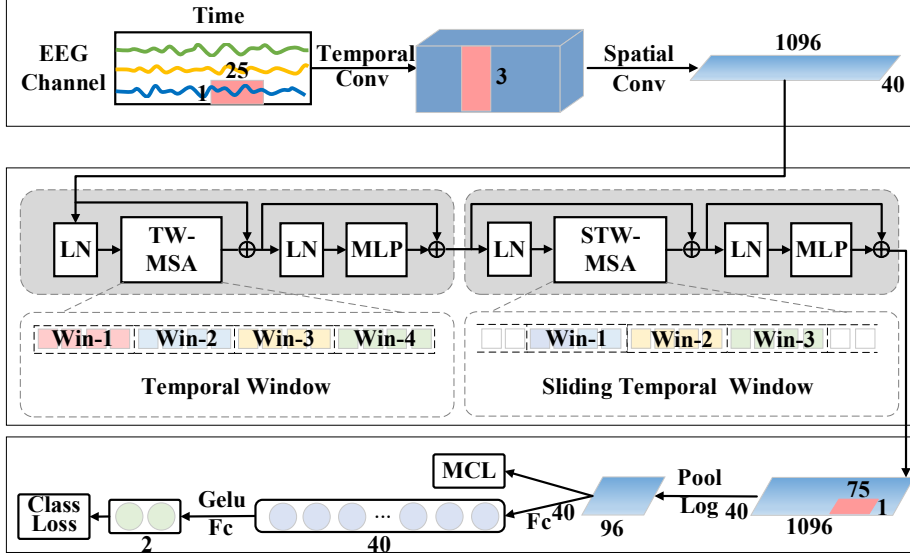 Time
EEG
Channel
25
1
Temporal
Conv
3
Spatial
Conv
1096
40
LN
TW-
MSA
LN
MLP
LN
STW-
MSA
LN
MLP
Win-1
Win-2
Win-3
Win-4
Temporal Window
Win-1
Win-2
Win-3
Sliding Temporal Window
Class
Loss
2
Gelu
Fc
40
MCL
Fc
40
96
Pool
Log
40
1096
75
1